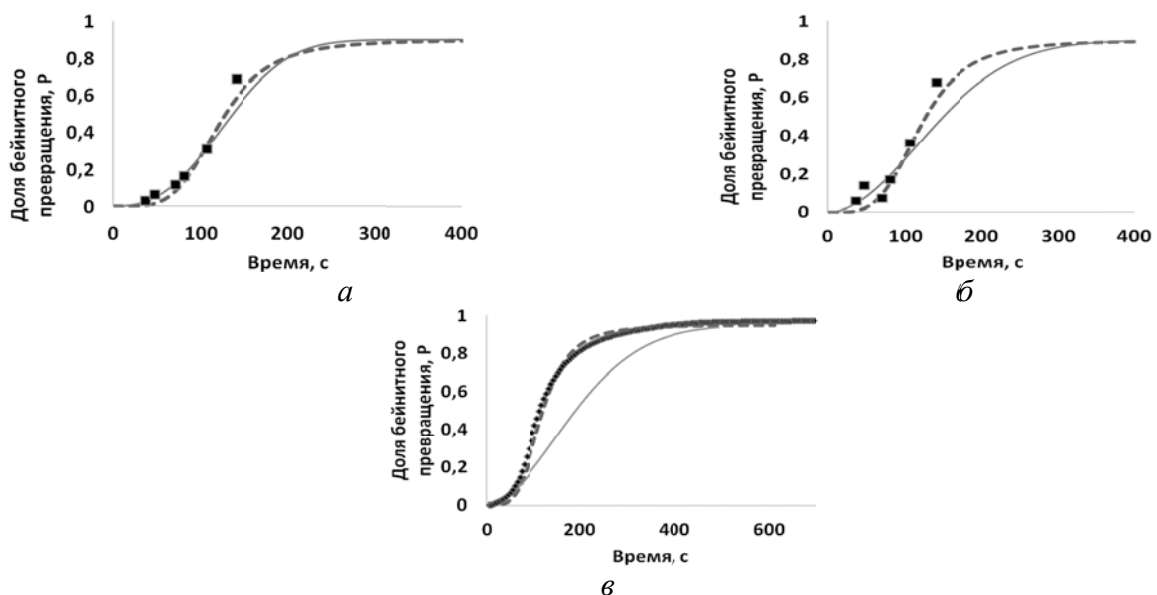 Доля бейнитного
превращения, P
1
0,8
0,6
0,4
0,2
0
0 100 200 300 400
Время, с
а
Доля бейнитного
превращения, P
1
0,8
0,6
0,4
0,2
0
0 100 200 300 400
Время, с
б
Доля бейнитного
превращения, P
1
0,8
0,6
0,4
0,2
0
0 200 400 600
Время, с
в